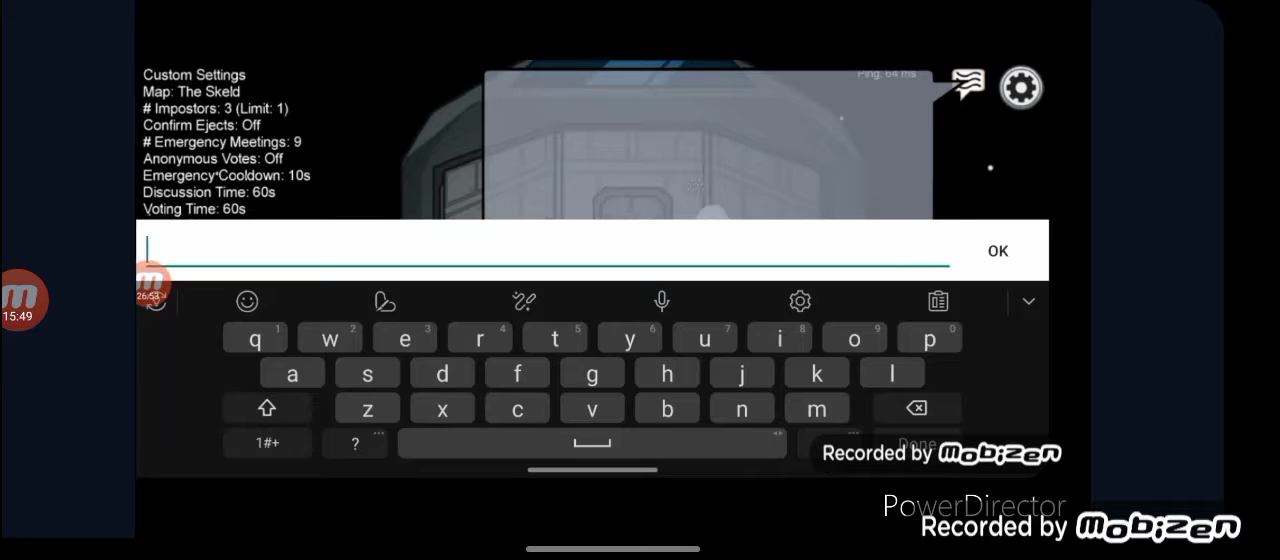 Custom Settings
Map: The Skeld
# Impostors: 3 (Limit: 1)
Confirm Ejects: Off
# Emergency Meetings: 9
Anonymous Votes: Off
Emergency Cooldown: 10s
Discussion Time: 60s
Voting Time: 60s
Ping: 64 ms
OK
26:53
15:49
q 1 w 2 e 3 r 4 t 5 y 6 u 7 i 8 o 9 p 0
a s d f g h j k l
z x c v b n m
1#+ ? Done
Recorded by mobizen
PowerDirector
Recorded by mobizen